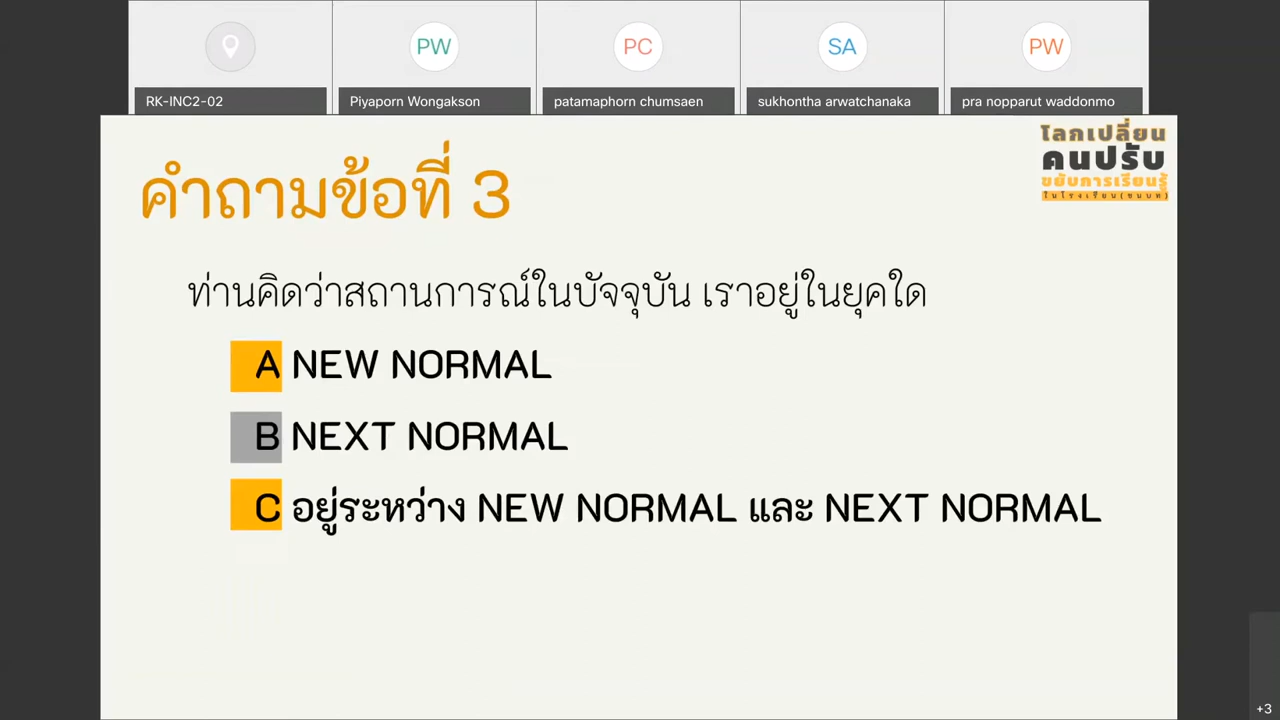 PW
PC
SA
PW
RK-INC2-02
Piyaporn Wongakson
patamaphorn chumsaen
sukhontha arwatchanaka
pra nopparut waddonmo
โลกเปลี่ยน
คนปรับ
ขยับการเรียนรู้
ในโรงเรียน(ชนบท)
คำถามข้อที่ 3
ท่านคิดว่าสถานการณ์ในปัจจุบัน เราอยู่ในยุคใด
A NEW NORMAL
B NEXT NORMAL
C อยู่ระหว่าง NEW NORMAL และ NEXT NORMAL
+3